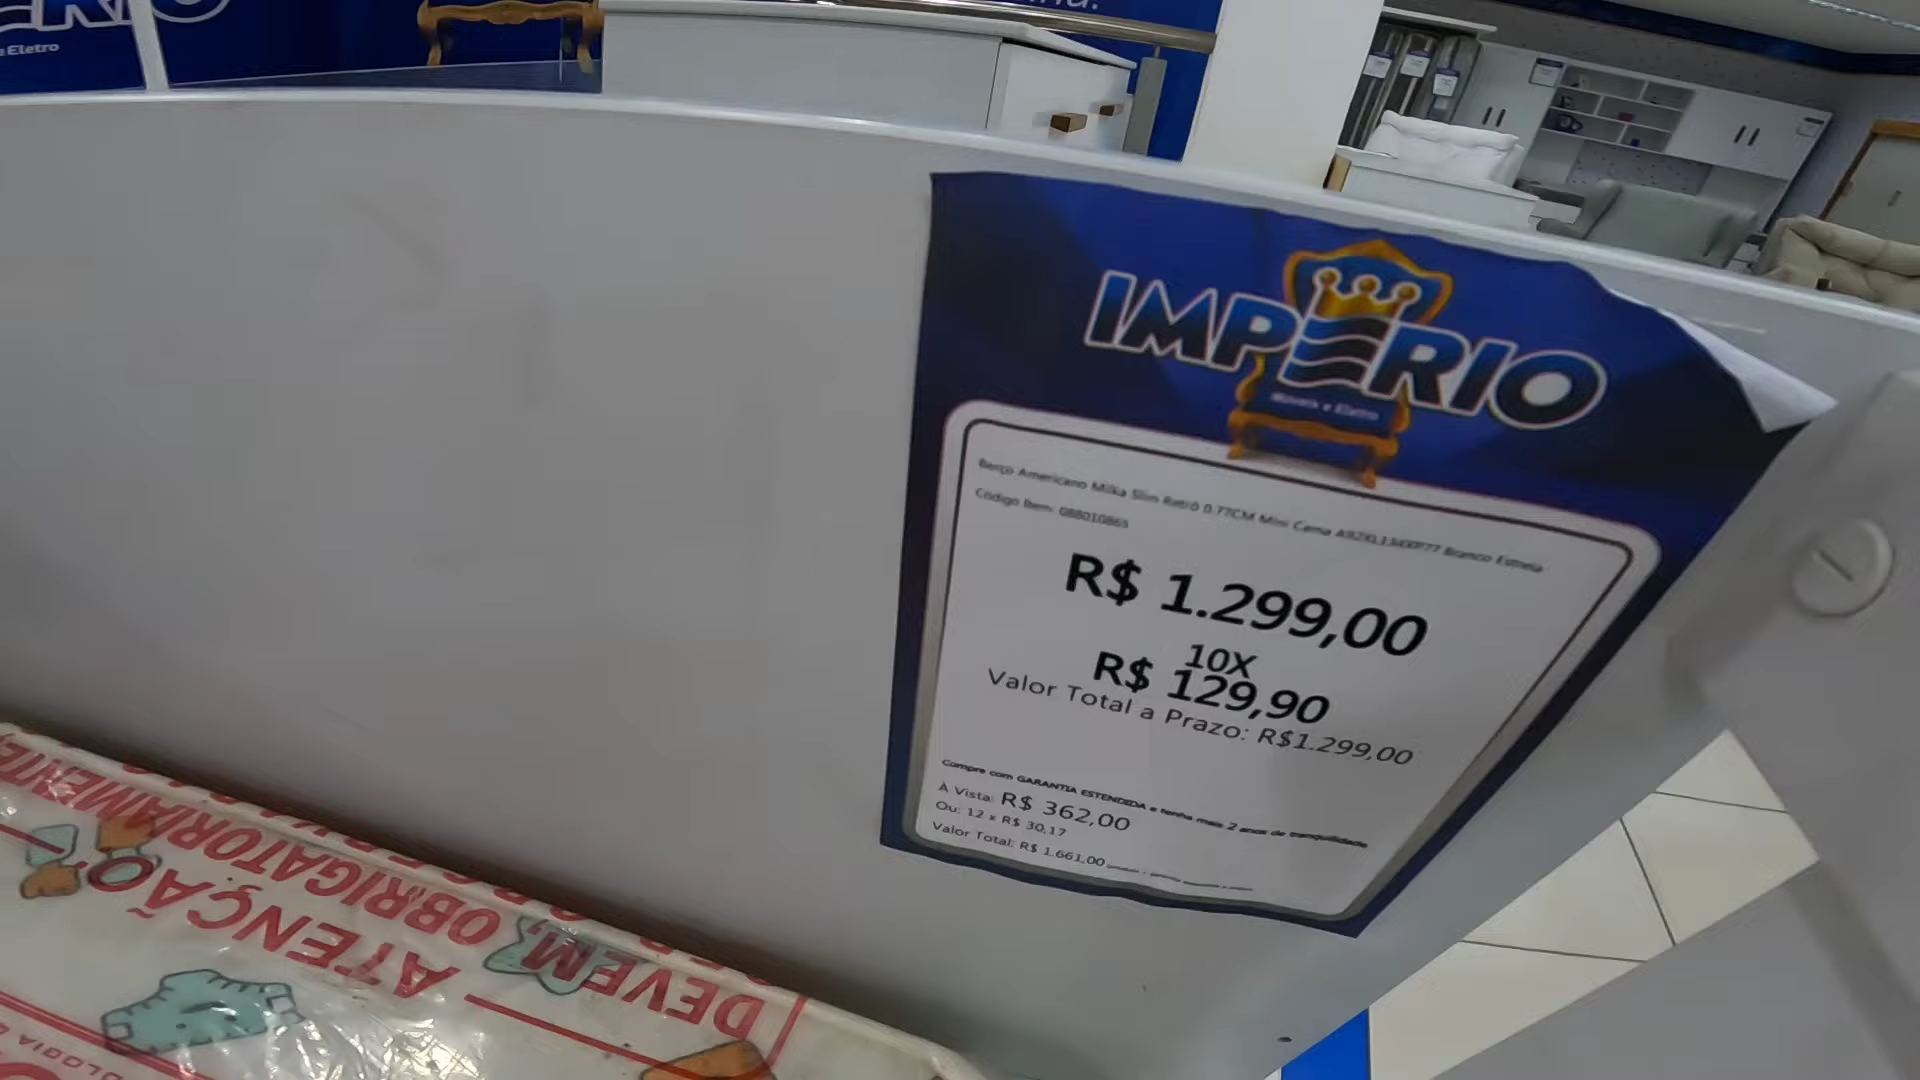 e Eletro
IMPERIO
Móveis e Eletro
Berço Americano Milka Slim Retrô 0.77CM Mini Cama Branco Estrela
Código Item: 088010865
R$ 1.299,00
10X
R$ 129,90
Valor Total a Prazo: R$1.299,00
Compre com GARANTIA ESTENDIDA e tenha mais 2 anos de tranquilidade
À Vista: R$ 362,00
Ou: 12 x R$ 30,17
Valor Total: R$ 1.661,00
ATENÇÃO
DEVEM, OBRIGATORIAMENTE,